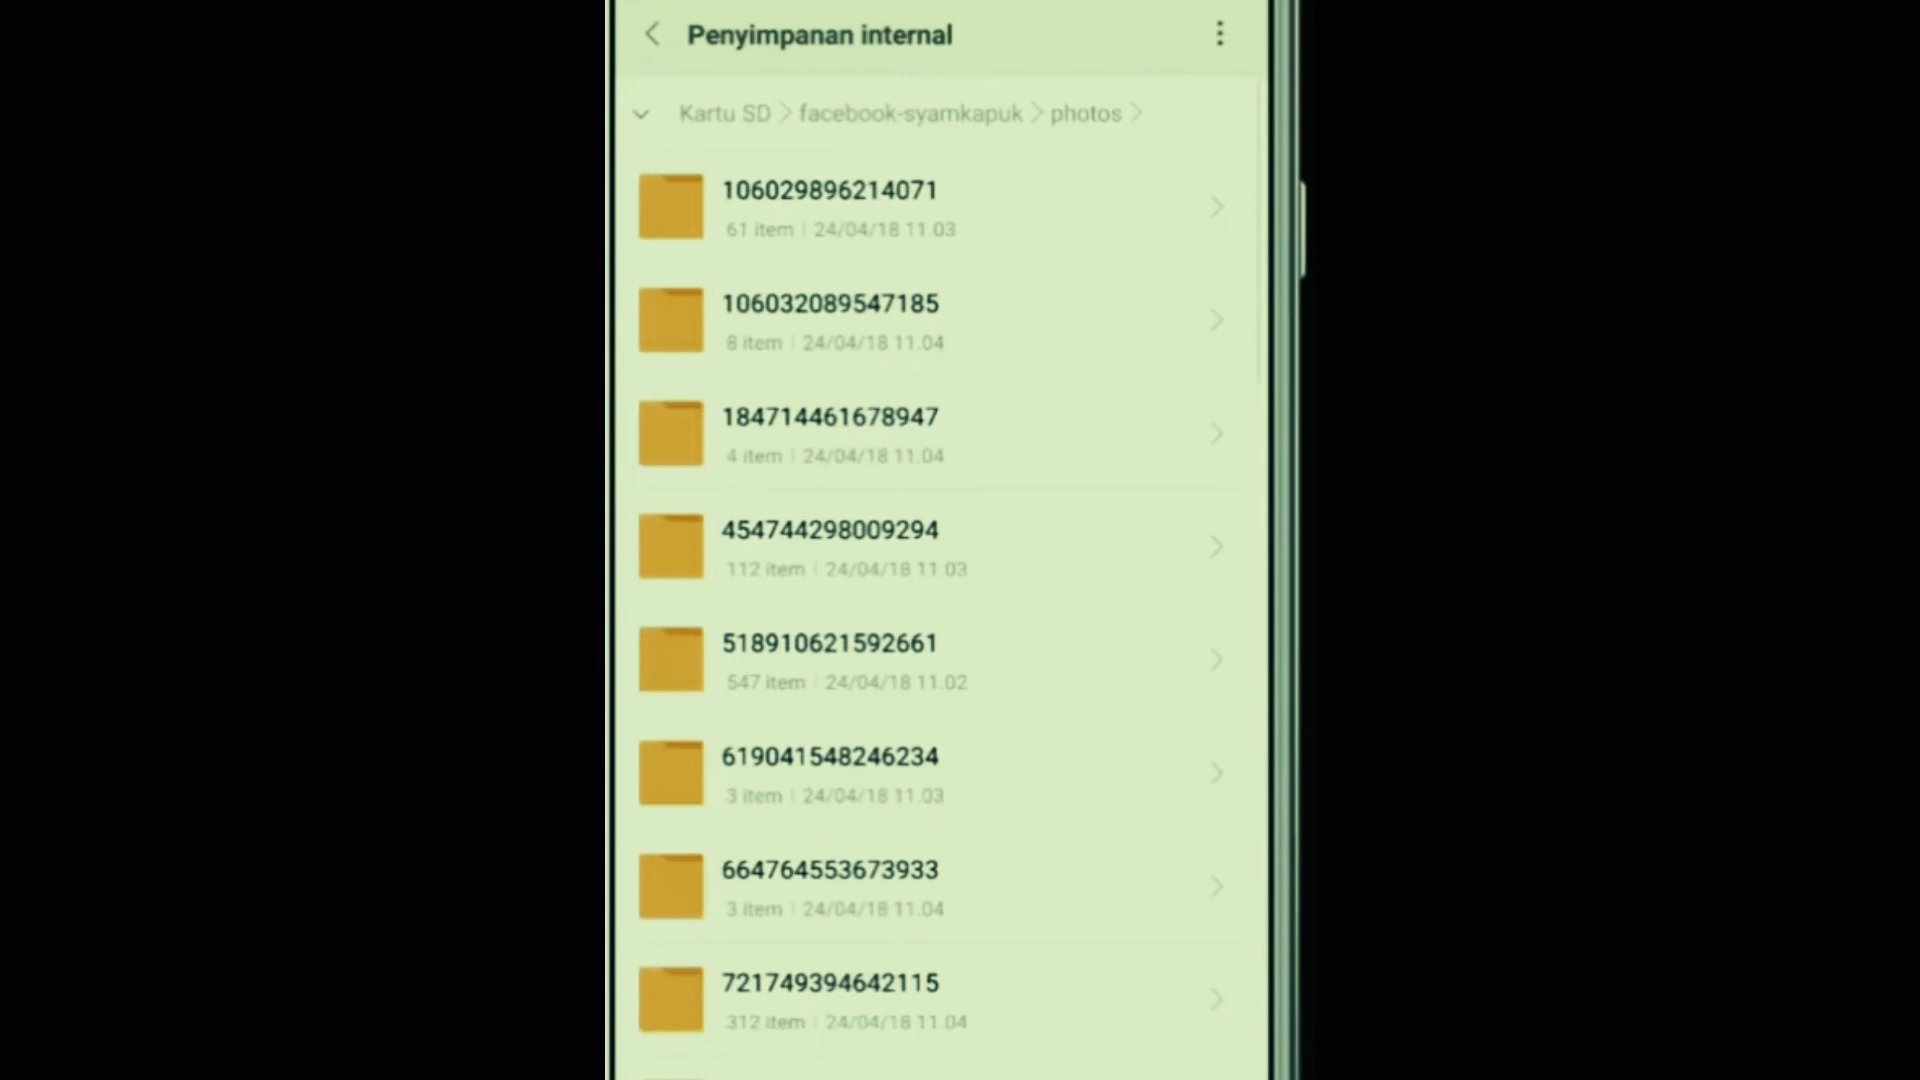 Penyimpanan internal
Kartu SD > facebook-syamkapuk > photos >
106029896214071
61 item | 24/04/18 11.03
106032089547185
8 item | 24/04/18 11.04
184714461678947
4 item | 24/04/18 11.04
454744298009294
112 item | 24/04/18 11.03
518910621592661
547 item | 24/04/18 11.02
619041548246234
3 item | 24/04/18 11.03
664764553673933
3 item | 24/04/18 11.04
721749394642115
312 item | 24/04/18 11.04